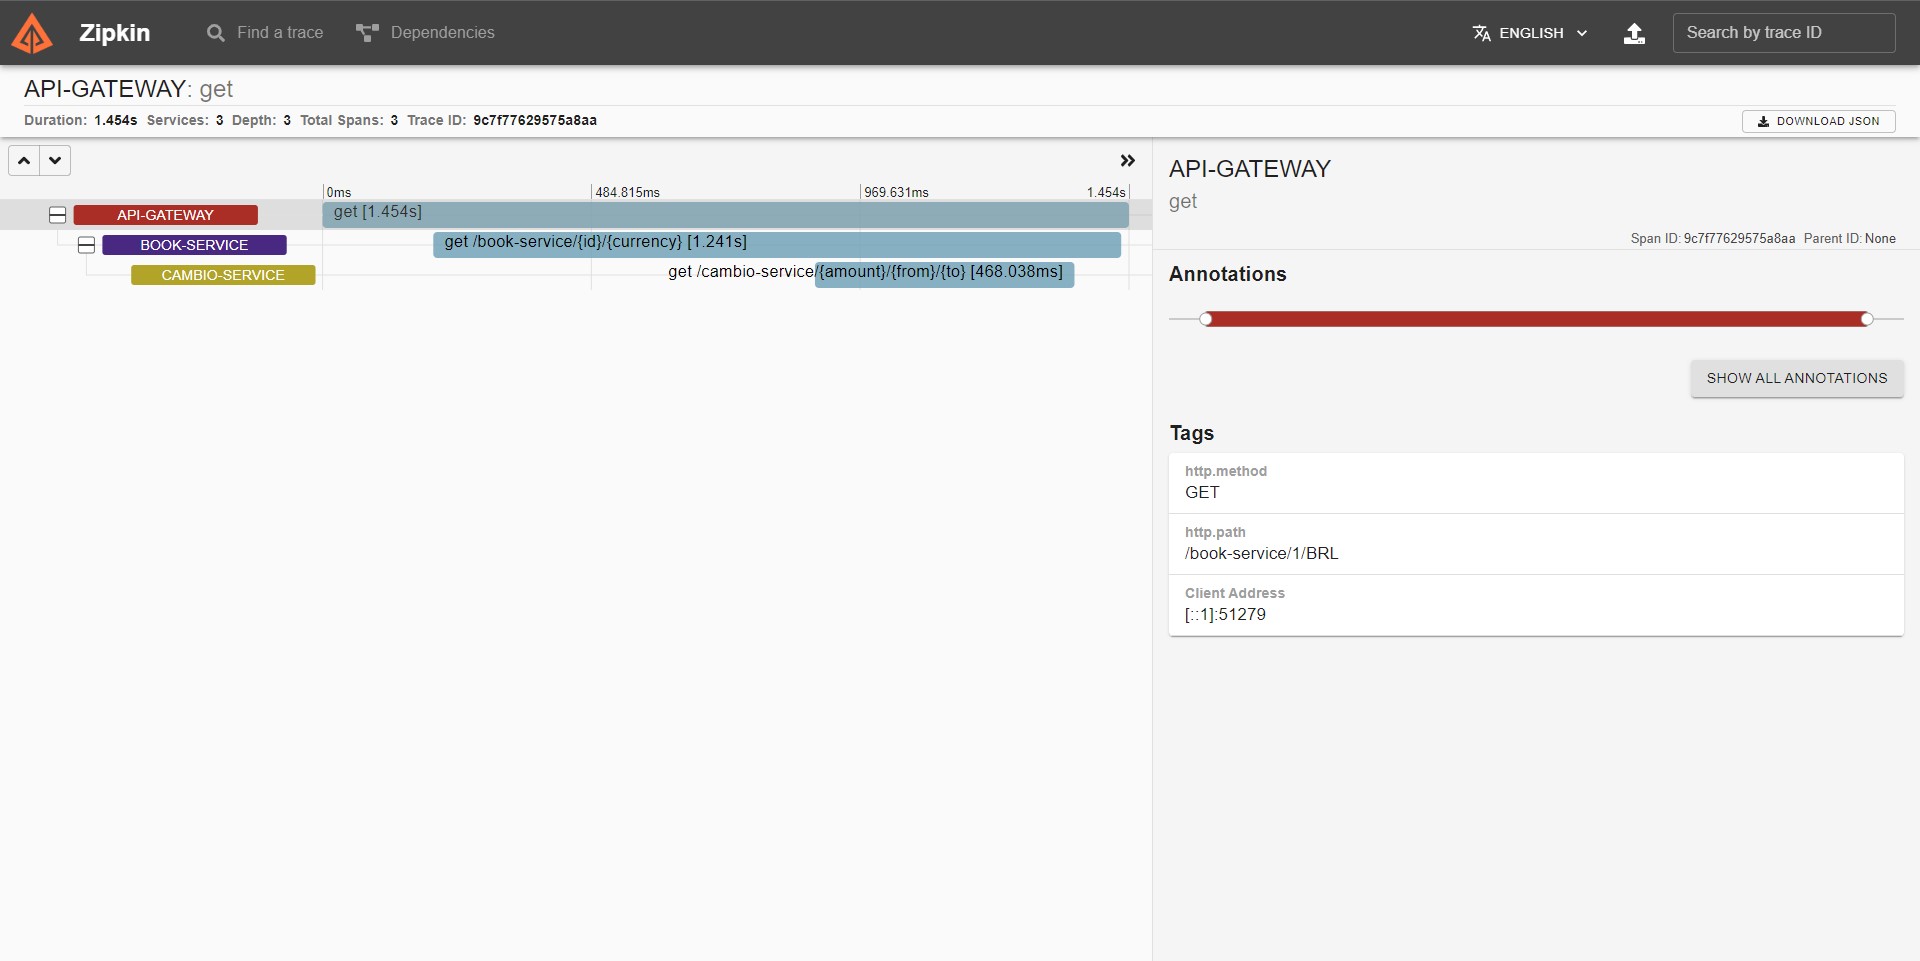 Zipkin Find a trace Dependencies ENGLISH Search by trace ID
API-GATEWAY: get
Duration: 1.454s Services: 3 Depth: 3 Total Spans: 3 Trace ID: 9c7f77629575a8aa DOWNLOAD JSON
0ms 484.815ms 969.631ms 1.454s
API-GATEWAY get [1.454s]
BOOK-SERVICE get /book-service/{id}/{currency} [1.241s]
CAMBIO-SERVICE get /cambio-service/{amount}/{from}/{to} [468.038ms]
API-GATEWAY
get
Span ID: 9c7f77629575a8aa Parent ID: None
Annotations
SHOW ALL ANNOTATIONS
Tags
http.method
GET
http.path
/book-service/1/BRL
Client Address
[::1]:51279